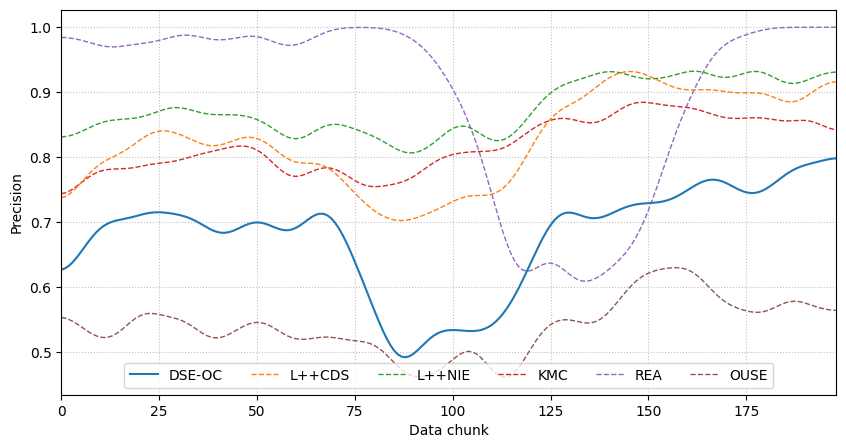 1.0
0.9
0.8
0.7
0.6
0.5
Precision
DSE-OC L++CDS L++NIE KMC REA OUSE
0 25 50 75 100 125 150 175
Data chunk